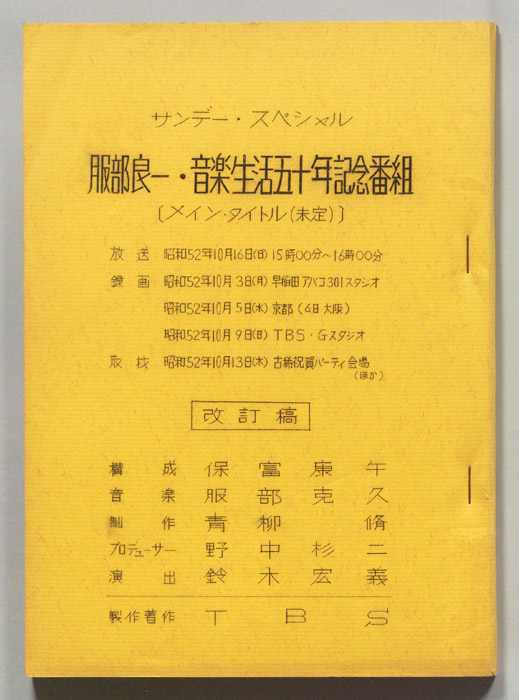 サンデー・スペシャル
服部良一・音楽生活五十年記念番組
〔メイン・タイトル(未定)〕
放送 昭和52年10月16日(日) 15時00分~16時00分
録画 昭和52年10月3日(月) 早稲田アバコ301スタジオ
昭和52年10月5日(水) 京都(6日大阪)
昭和52年10月9日(日) TBS・Gスタジオ
取材 昭和52年10月13日(木) 古稀祝賀パーティ会場
(ほか)
改訂稿
構成 保富康午
音楽 服部克久
制作 青柳脩
プロデューサー 野中杉二
演出 鈴木宏義
製作著作 TBS